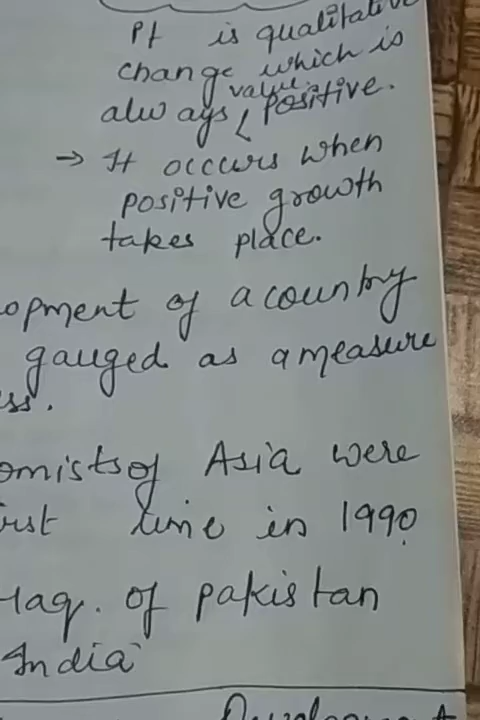 It is qualitative
change which is
value
always positive.
→ It occurs when
positive growth
takes place.
opment of a country
gauged as a measure
ss.
omists of Asia were
irst time in 1990
Haq. of pakistan
India